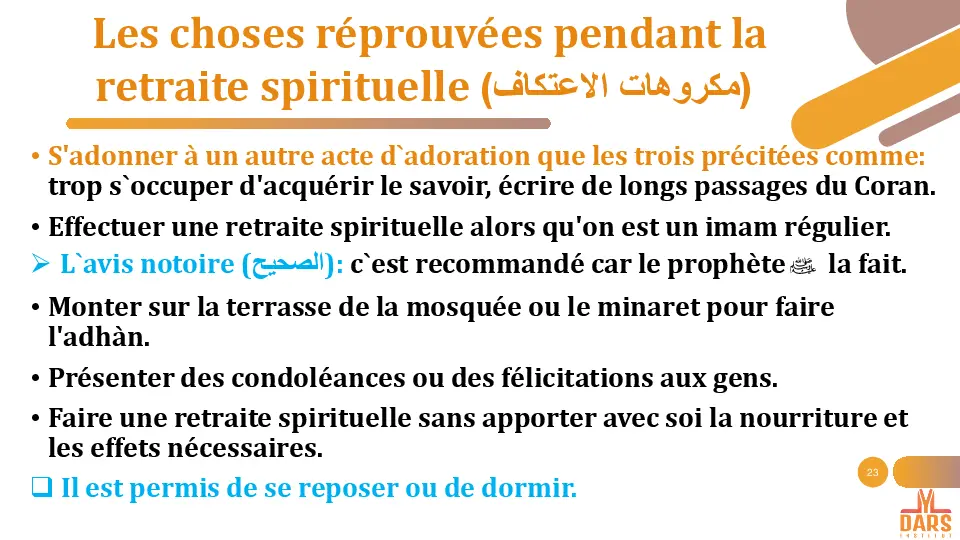 Les choses réprouvées pendant la
retraite spirituelle (مكروهات الاعتكاف)
• S'adonner à un autre acte d`adoration que les trois précitées comme:
trop s`occuper d'acquérir le savoir, écrire de longs passages du Coran.
• Effectuer une retraite spirituelle alors qu'on est un imam régulier.
➢ L`avis notoire (الصحيح): c`est recommandé car le prophète ﷺ la fait.
• Monter sur la terrasse de la mosquée ou le minaret pour faire
l'adhàn.
• Présenter des condoléances ou des félicitations aux gens.
• Faire une retraite spirituelle sans apporter avec soi la nourriture et
les effets nécessaires.
❑ Il est permis de se reposer ou de dormir.
23
DARS
INSTITUT